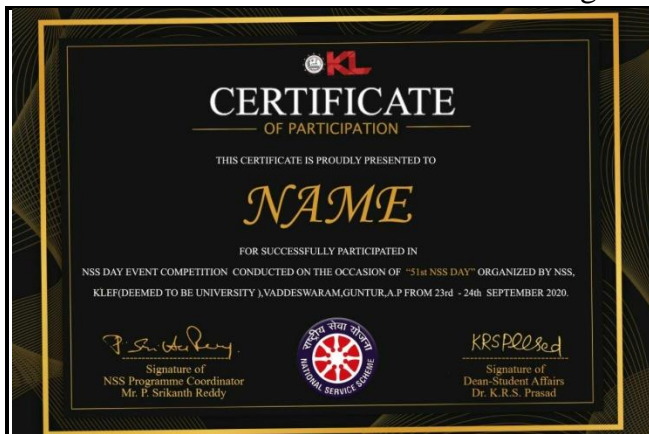 KL
CERTIFICATE
OF PARTICIPATION
THIS CERTIFICATE IS PROUDLY PRESENTED TO
NAME
FOR SUCCESSFULLY PARTICIPATED IN
NSS DAY EVENT COMPETITION CONDUCTED ON THE OCCASION OF "51st NSS DAY" ORGANIZED BY NSS,
KLEF(DEEMED TO BE UNIVERSITY ),VADDESWARAM,GUNTUR,A.P FROM 23rd - 24th SEPTEMBER 2020.
Signature of
NSS Programme Coordinator
Mr. P. Srikanth Reddy
राष्ट्रीय सेवा योजना
NATIONAL SERVICE SCHEME
KRSPrasad
Signature of
Dean-Student Affairs
Dr. K.R.S. Prasad